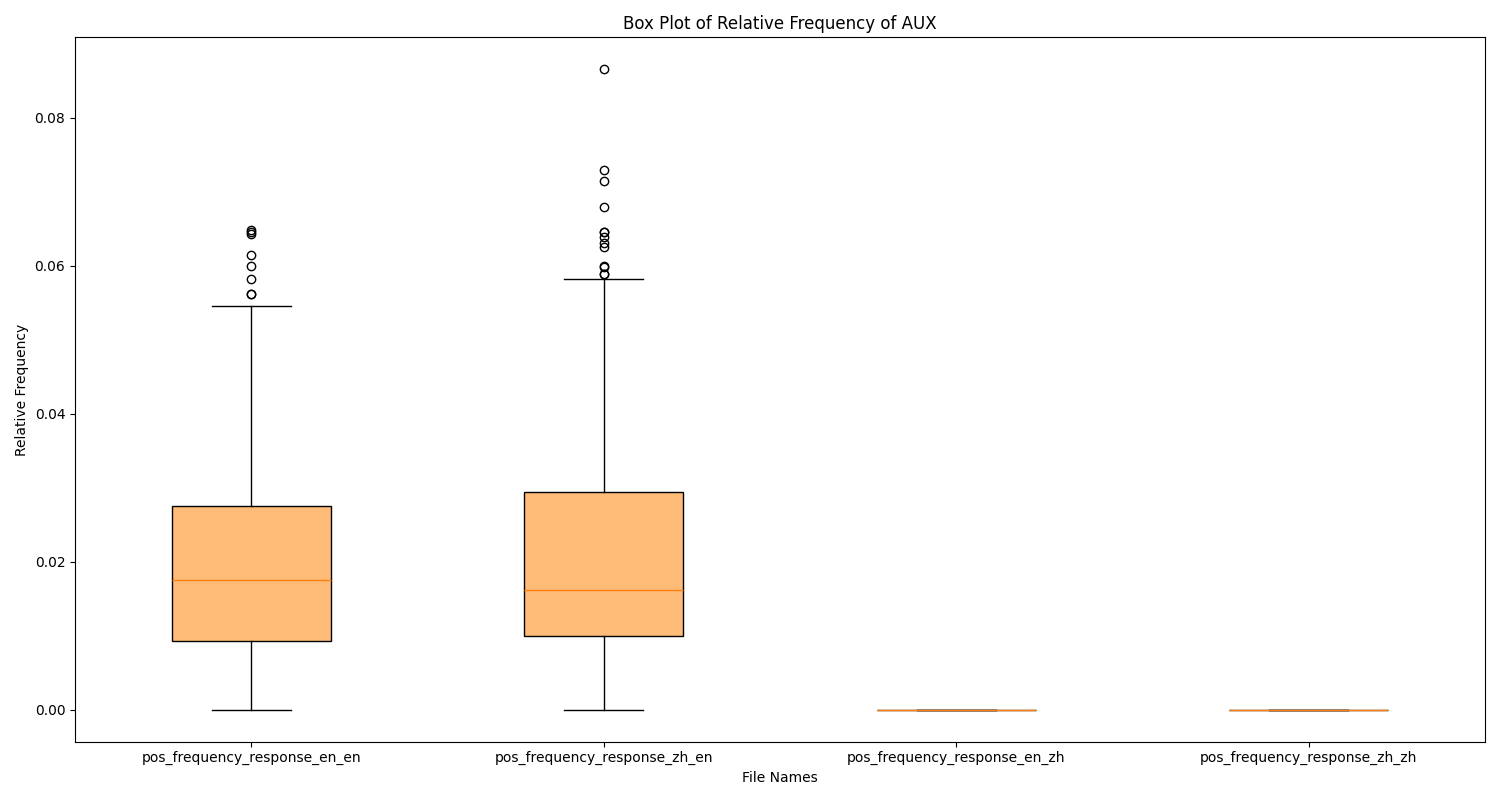 Box Plot of Relative Frequency of AUX
0.08
0.06
0.04
0.02
0.00
Relative Frequency
pos_frequency_response_en_en
pos_frequency_response_zh_en
pos_frequency_response_en_zh
pos_frequency_response_zh_zh
File Names